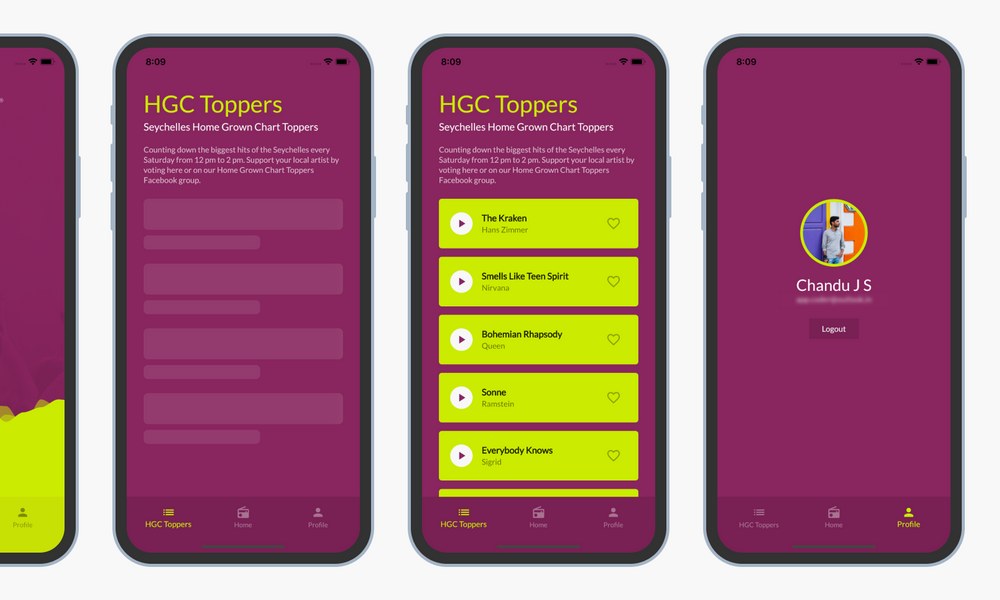 Profile
8:09
HGC Toppers
Seychelles Home Grown Chart Toppers
Counting down the biggest hits of the Seychelles every
Saturday from 12 pm to 2 pm. Support your local artist by
voting here or on our Home Grown Chart Toppers
Facebook group.
HGC Toppers
Home
Profile
8:09
HGC Toppers
Seychelles Home Grown Chart Toppers
Counting down the biggest hits of the Seychelles every
Saturday from 12 pm to 2 pm. Support your local artist by
voting here or on our Home Grown Chart Toppers
Facebook group.
The Kraken
Hans Zimmer
Smells Like Teen Spirit
Nirvana
Bohemian Rhapsody
Queen
Sonne
Ramstein
Everybody Knows
Sigrid
HGC Toppers
Home
Profile
8:09
Chandu J S
Logout
HGC Toppers
Home
Profile